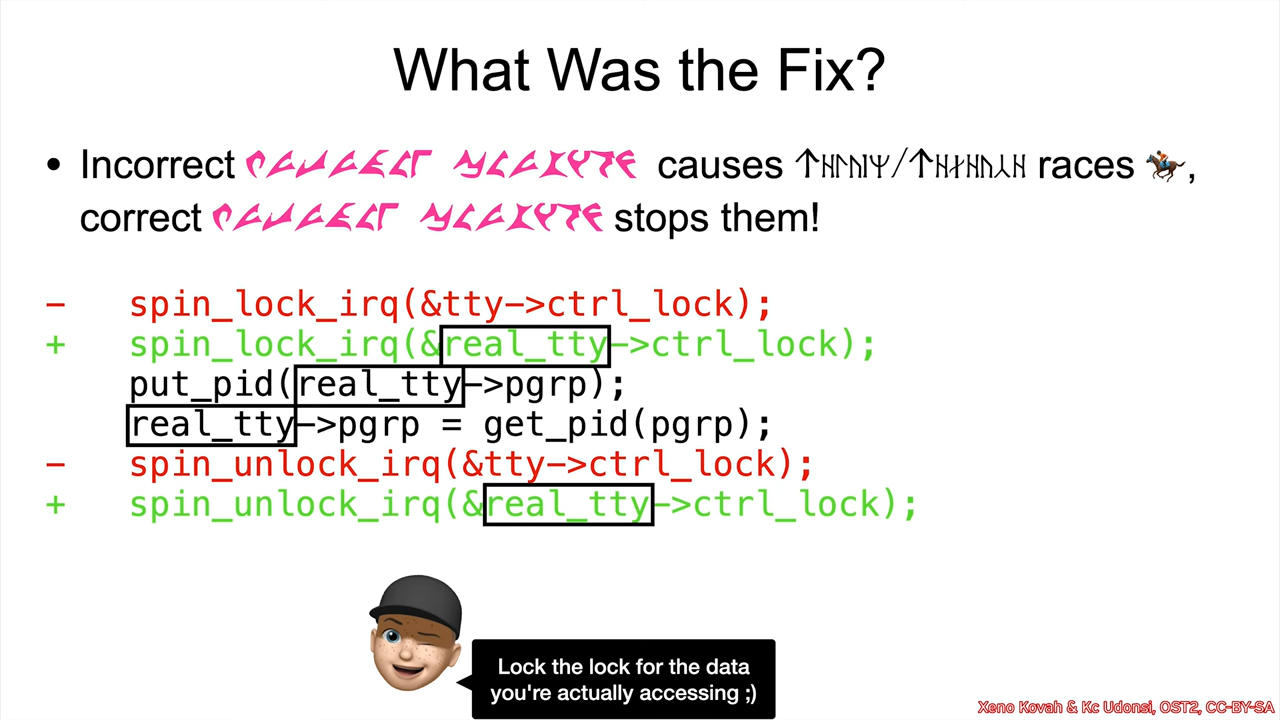 What Was the Fix?
• Incorrect causes races 🏇,
correct stops them!
- spin_lock_irq(&tty->ctrl_lock);
+ spin_lock_irq(&real_tty->ctrl_lock);
put_pid(real_tty->pgrp);
real_tty->pgrp = get_pid(pgrp);
- spin_unlock_irq(&tty->ctrl_lock);
+ spin_unlock_irq(&real_tty->ctrl_lock);
Lock the lock for the data
you're actually accessing ;)
Xeno Kovah & Kc Udonsi, OST2, CC-BY-SA